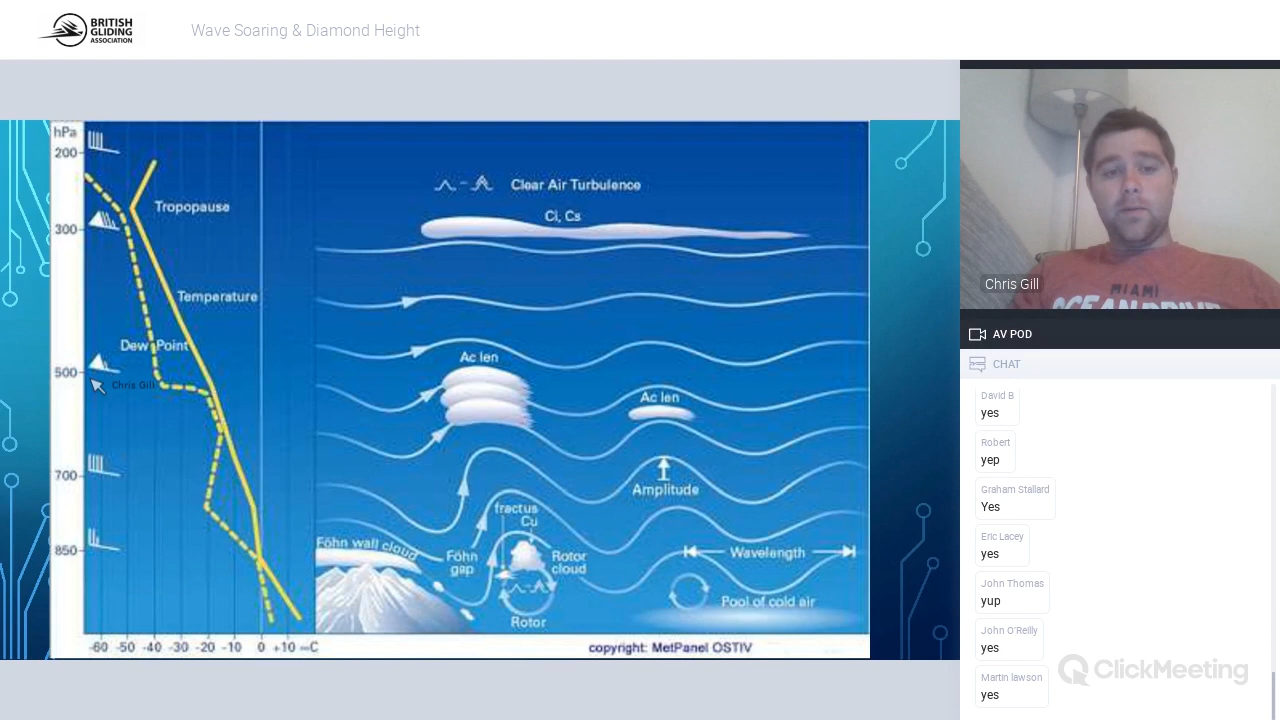 BRITISH
GLIDING
ASSOCIATION
Wave Soaring & Diamond Height
hPa
200
300
500
700
850
Tropopause
Temperature
Dew Point
Chris Gill
-60 -50 -40 -30 -20 -10 0 +10 ∞C
Clear Air Turbulence
Ci, Cs
Ac len
Ac len
Amplitude
fractus
Cu
Föhn wall cloud
Föhn
gap
Rotor
cloud
Wavelength
Pool of cold air
Rotor
copyright: MetPanel OSTIV
MIAMI
OCEAN DRIVE
Chris Gill
AV POD
CHAT
David B
yes
Robert
yep
Graham Stallard
Yes
Eric Lacey
yes
John Thomas
yup
John O'Reilly
yes
Martin lawson
yes
ClickMeeting